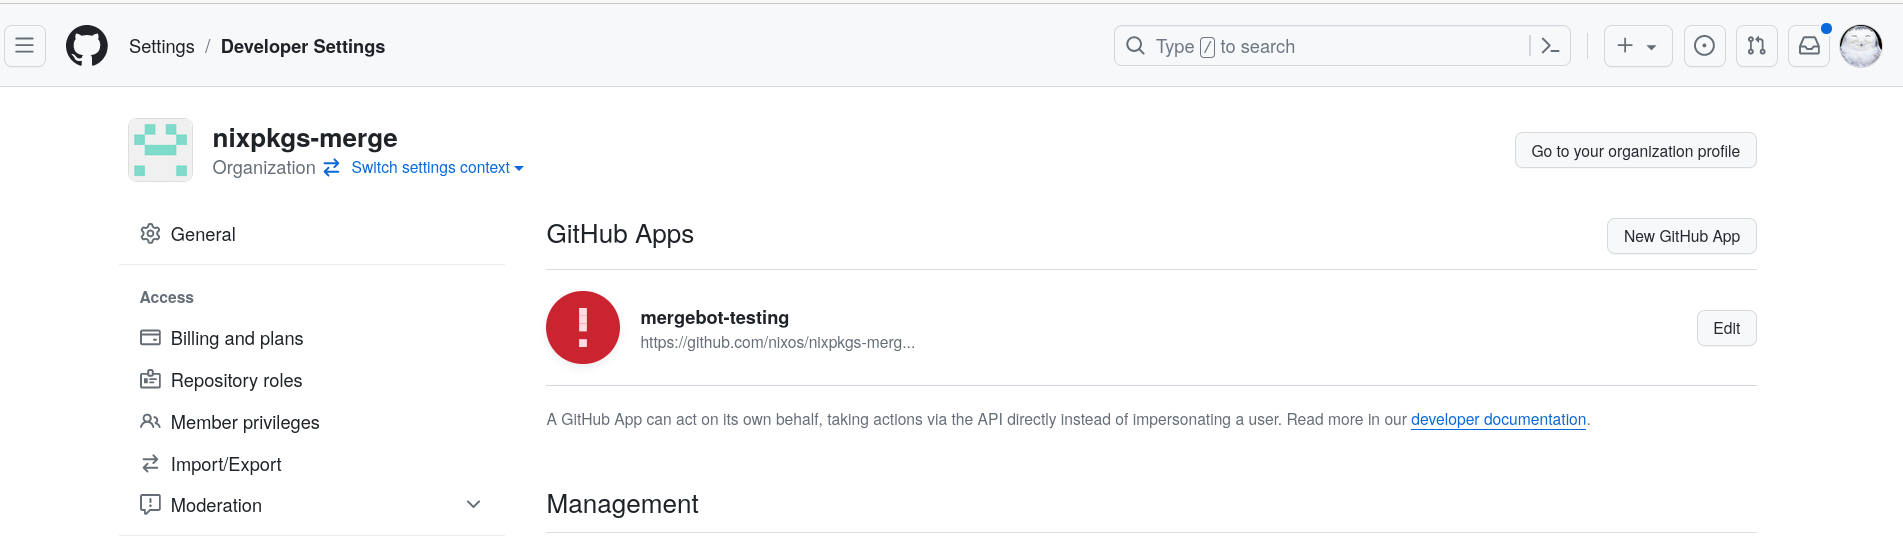 Settings / Developer Settings
Type / to search
nixpkgs-merge
Organization Switch settings context
Go to your organization profile
General
Access
Billing and plans
Repository roles
Member privileges
Import/Export
Moderation
GitHub Apps
New GitHub App
mergebot-testing
https://github.com/nixos/nixpkgs-merg...
Edit
A GitHub App can act on its own behalf, taking actions via the API directly instead of impersonating a user. Read more in our developer documentation.
Management